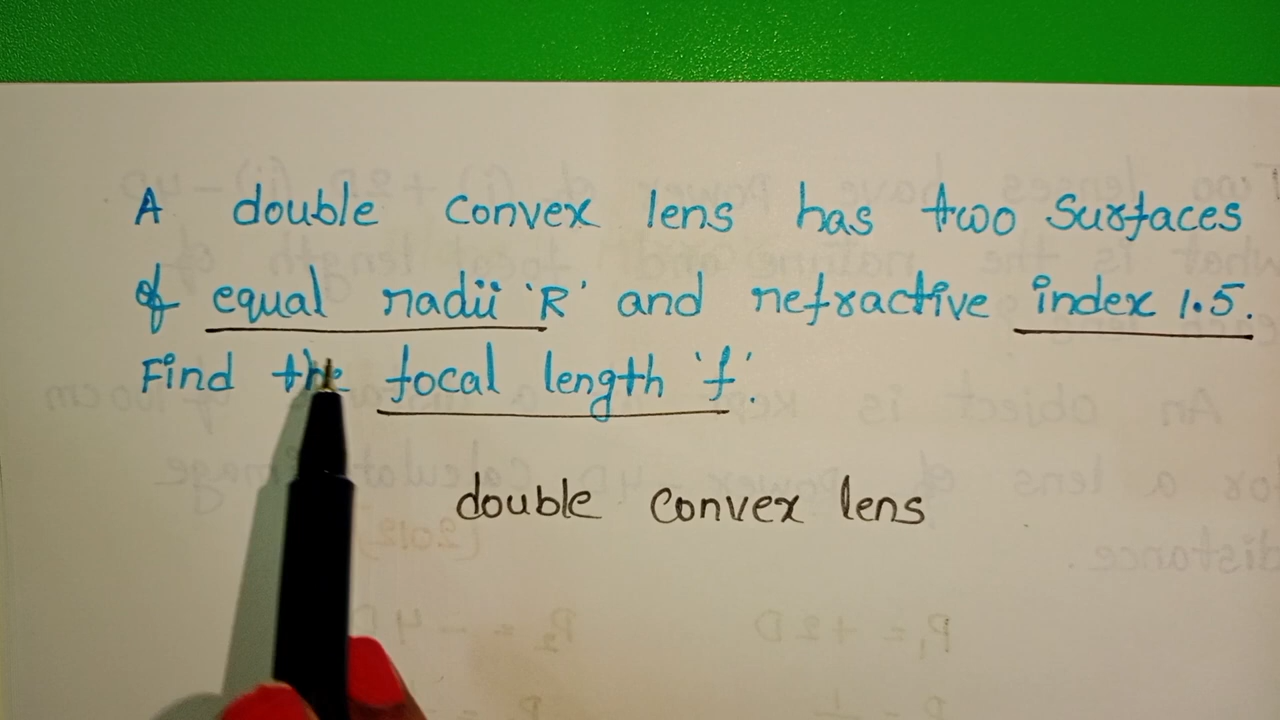 A double convex lens has two surfaces
of equal radii 'R' and refractive index 1.5.
Find the focal length 'f'.
double convex lens